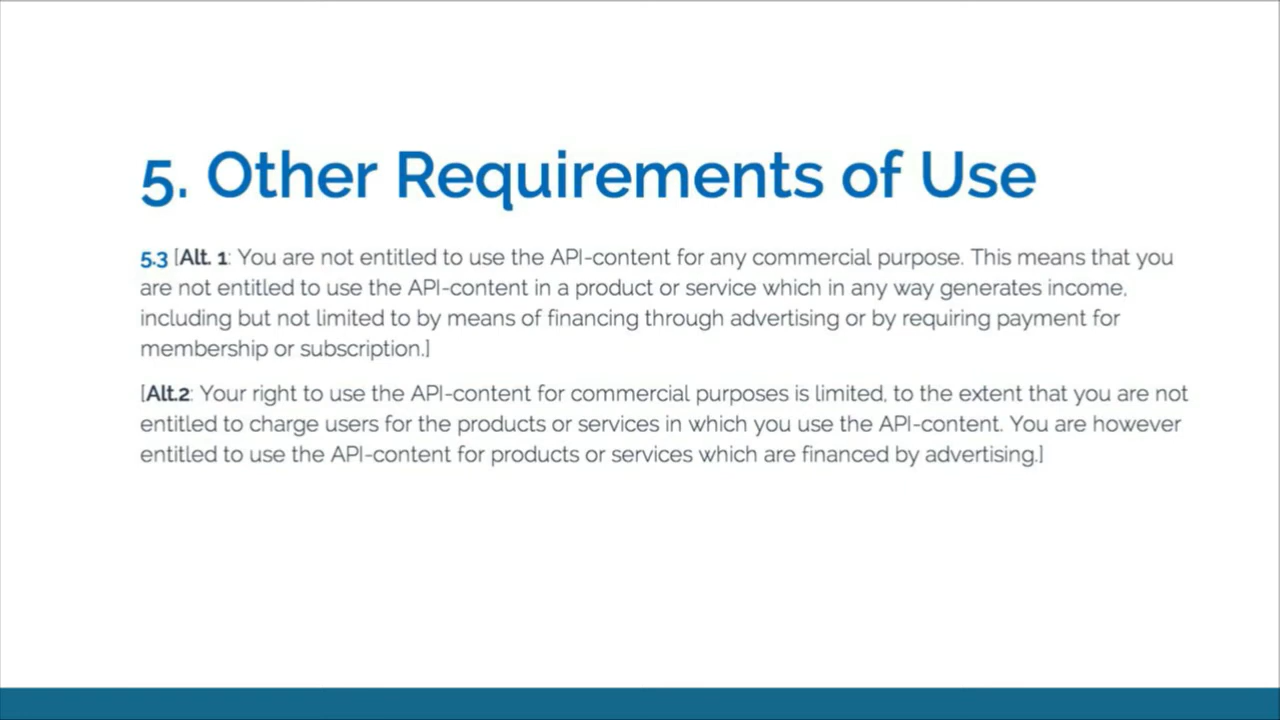 5. Other Requirements of Use
5.3 [Alt. 1: You are not entitled to use the API-content for any commercial purpose. This means that you
are not entitled to use the API-content in a product or service which in any way generates income,
including but not limited to by means of financing through advertising or by requiring payment for
membership or subscription.]
[Alt.2: Your right to use the API-content for commercial purposes is limited, to the extent that you are not
entitled to charge users for the products or services in which you use the API-content. You are however
entitled to use the API-content for products or services which are financed by advertising.]